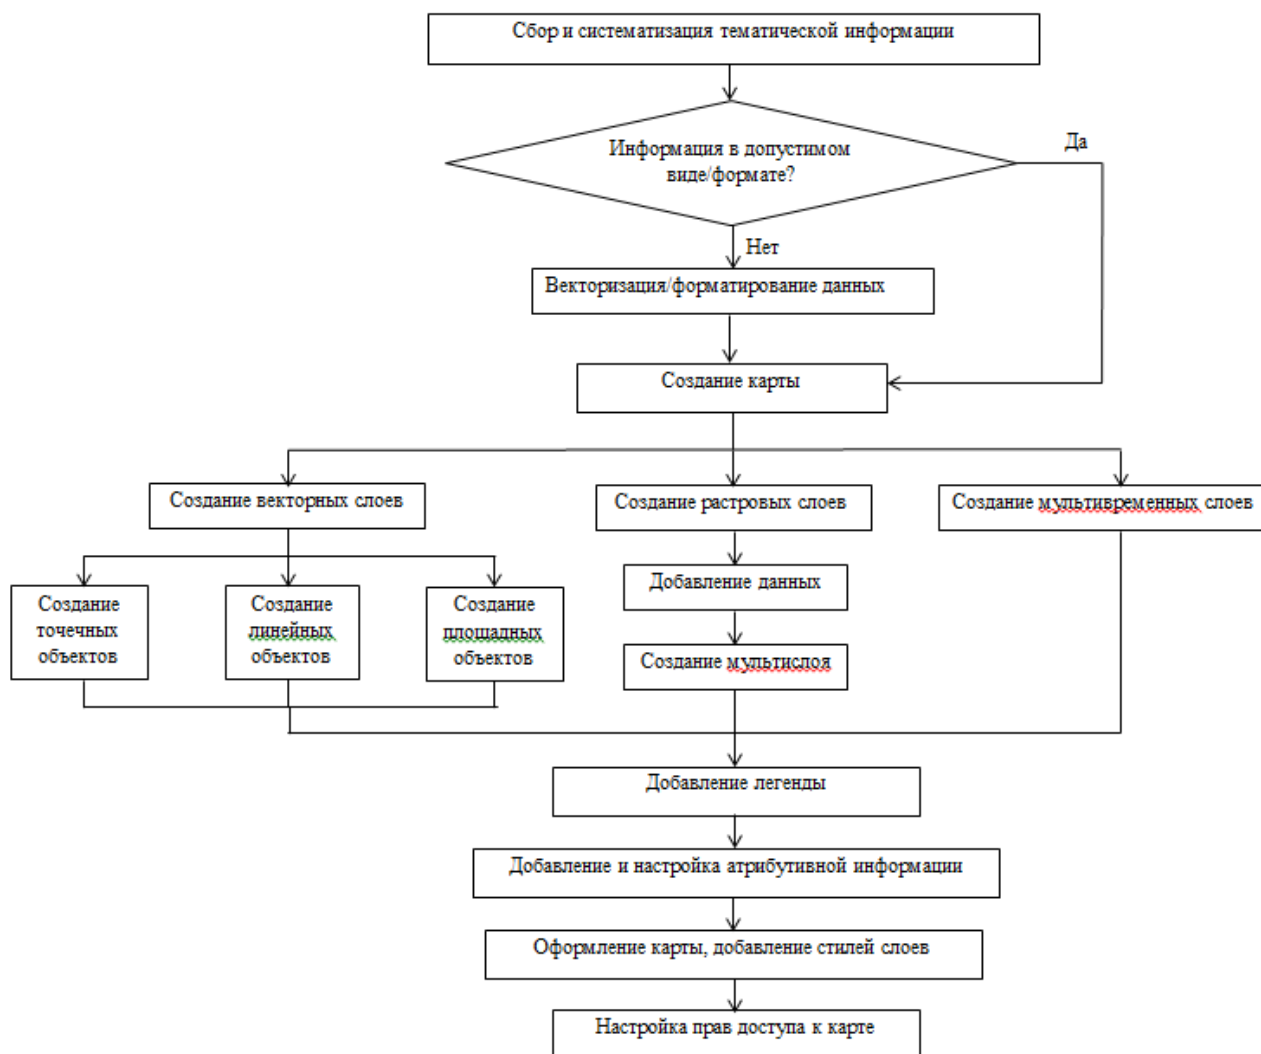 Сбор и систематизация тематической информации
Информация в допустимом
виде/формате?
Да
Нет
Векторизация/форматирование данных
Создание карты
Создание векторных слоев
Создание растровых слоев
Создание мультивременных слоев
Создание
точечных
объектов
Создание
линейных
объектов
Создание
площадных
объектов
Добавление данных
Создание мультислоя
Добавление легенды
Добавление и настройка атрибутивной информации
Оформление карты, добавление стилей слоев
Настройка прав доступа к карте